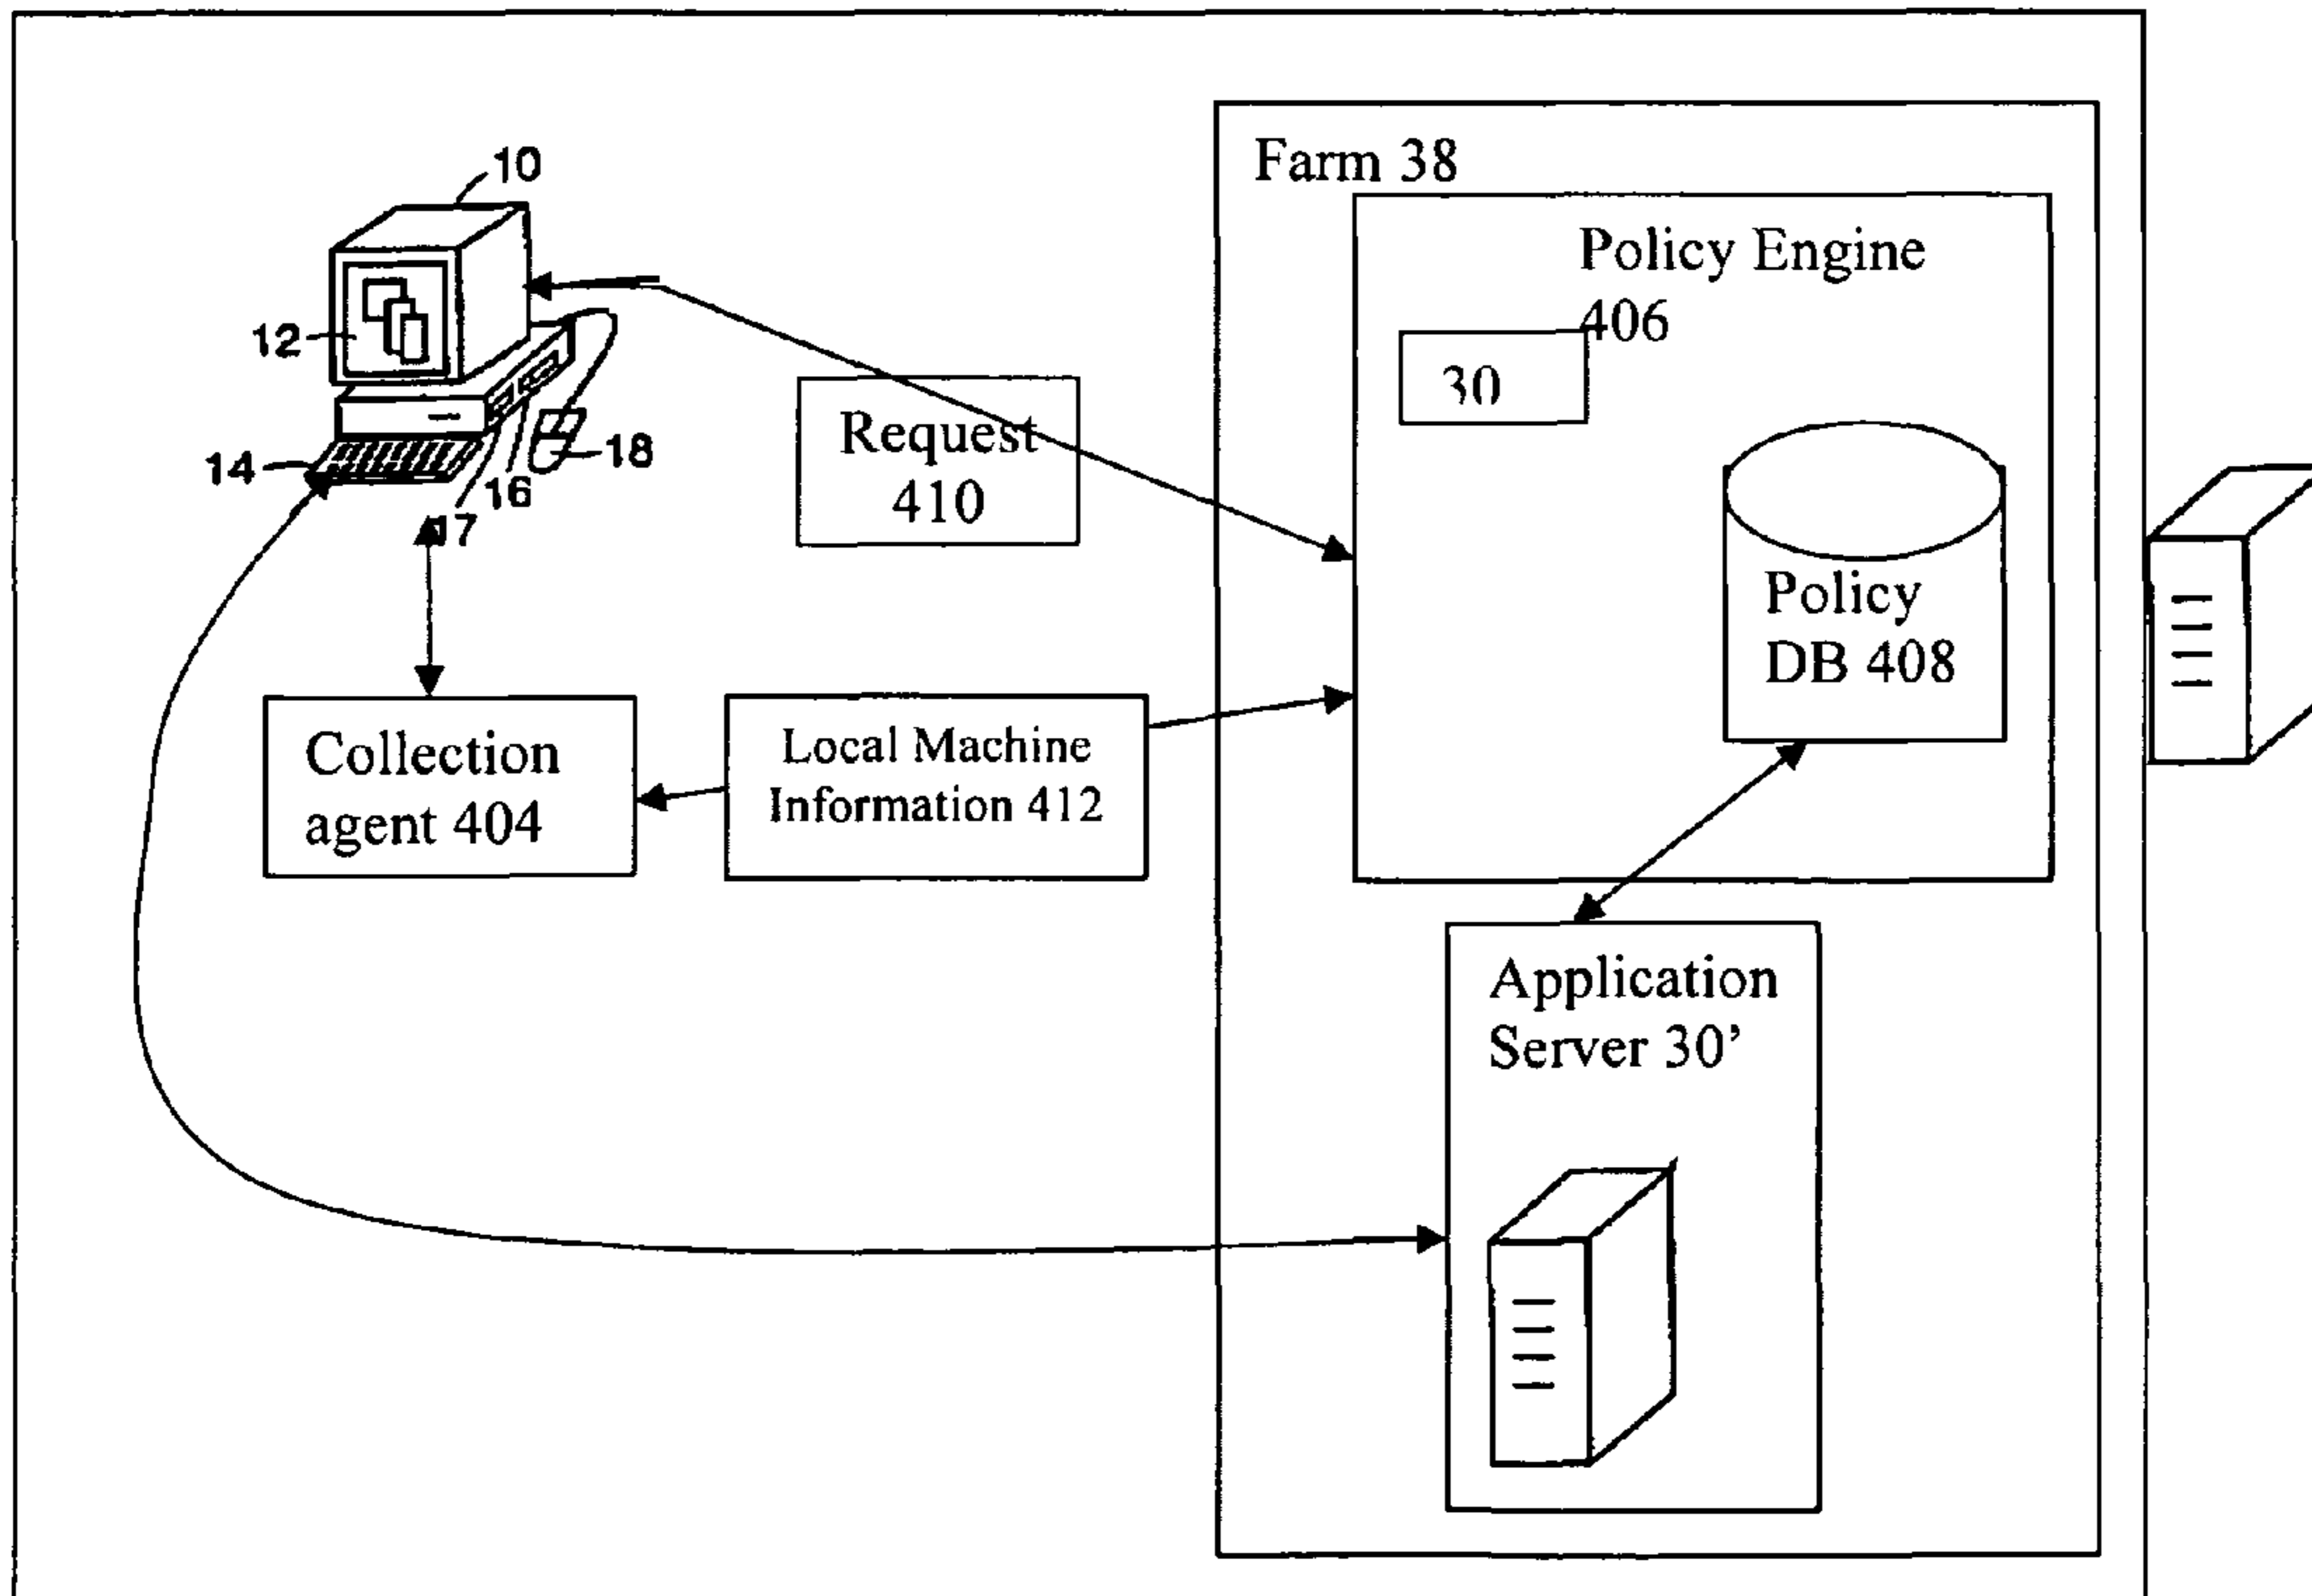 10
12
14
16
17
18
Farm 38
Policy Engine
406
30
Request
410
Policy
DB 408
Collection
agent 404
Local Machine
Information 412
Application
Server 30’